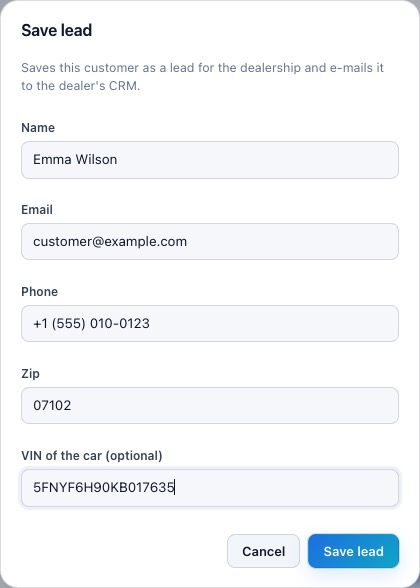 Save lead
Saves this customer as a lead for the dealership and e-mails it
to the dealer's CRM.
Name
Emma Wilson
Email
customer@example.com
Phone
+1 (555) 010-0123
Zip
07102
VIN of the car (optional)
5FNYF6H90KB017635
Cancel
Save lead